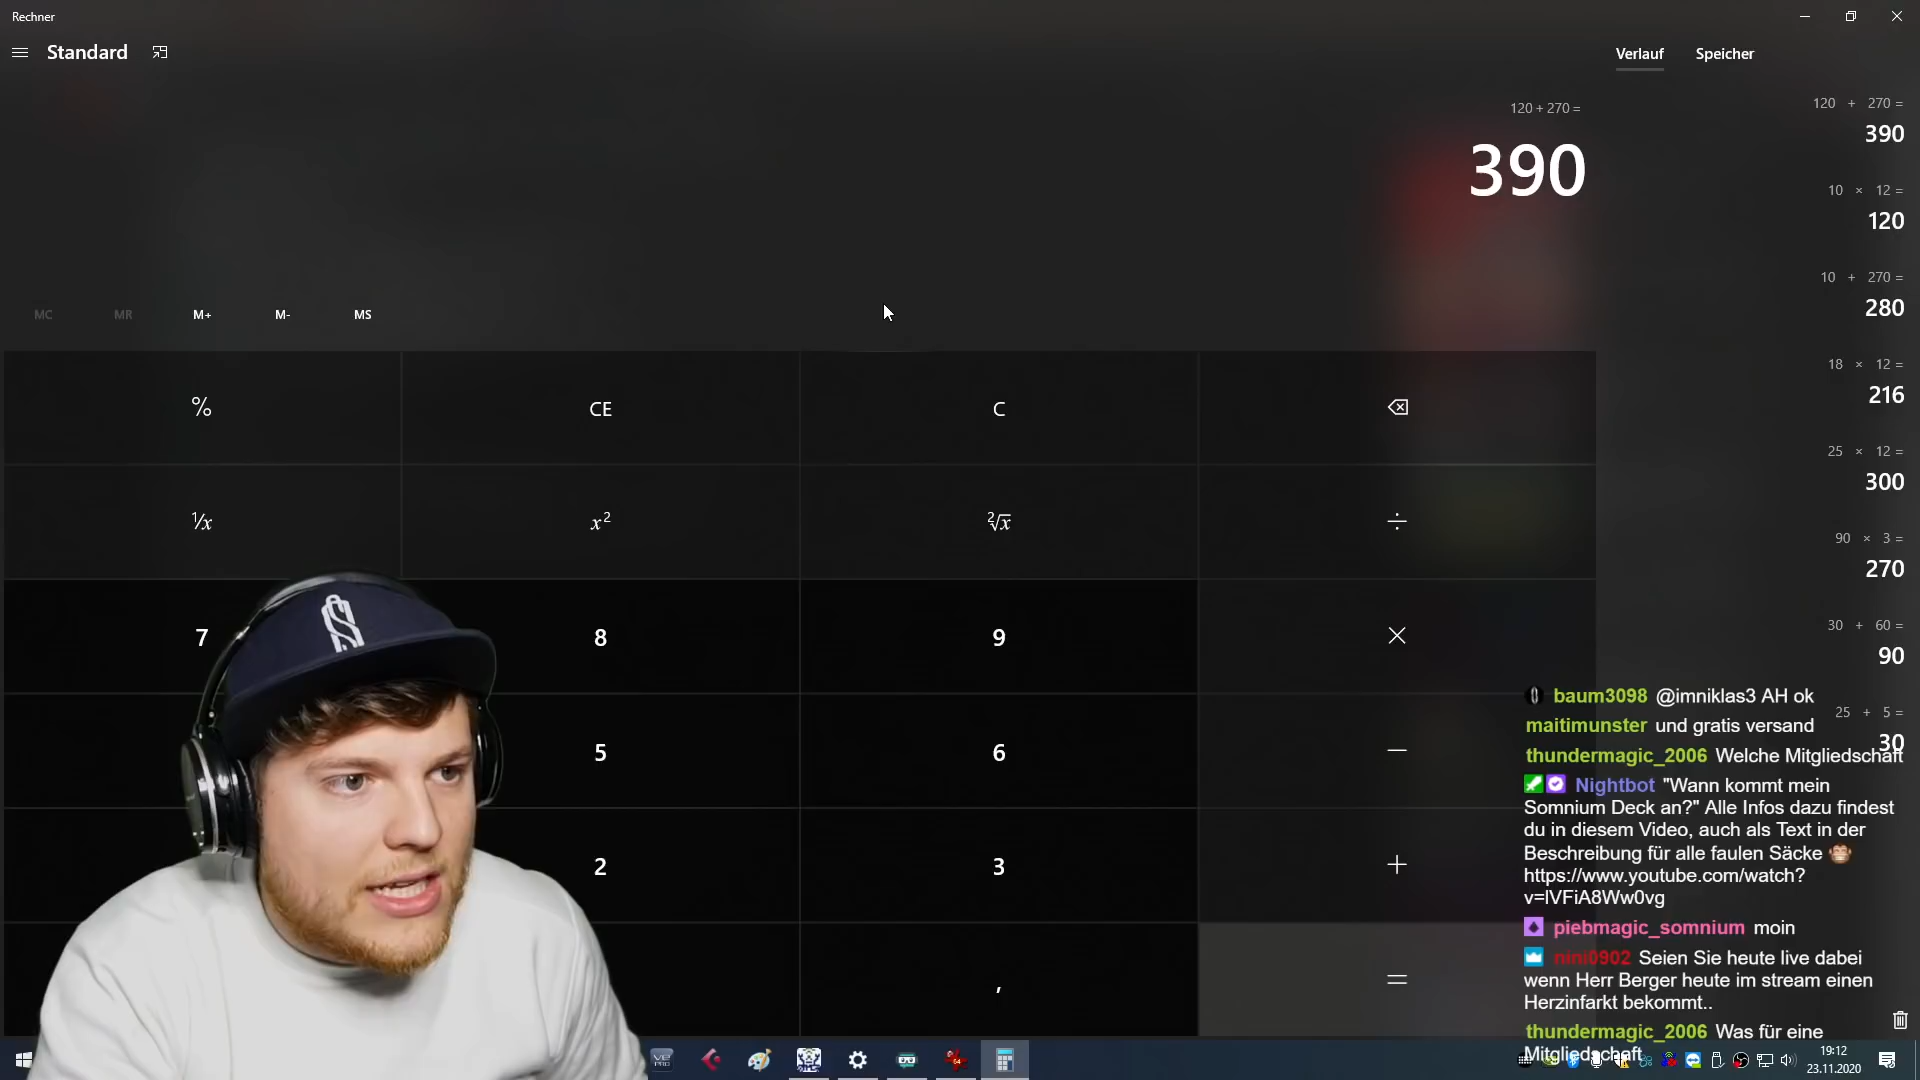 Rechner
Standard
Verlauf
Speicher
120 + 270 =
390
120 + 270 =
390
10 × 12 =
120
10 + 270 =
280
18 × 12 =
216
25 × 12 =
300
90 × 3 =
270
30 + 60 =
90
25 + 5 =
30
MC MR M+ M- MS
% CE C
¹/x x² ²√x ÷
7 8 9 ×
5 6 −
2 3 +
, =
baum3098 @imniklas3 AH ok
maitimunster und gratis versand
thundermagic_2006 Welche Mitgliedschaft
Nightbot "Wann kommt mein
Somnium Deck an?" Alle Infos dazu findest
du in diesem Video, auch als Text in der
Beschreibung für alle faulen Säcke
https://www.youtube.com/watch?
v=lVFiA8Ww0vg
piebmagic_somnium moin
nini0902 Seien Sie heute live dabei
wenn Herr Berger heute im stream einen
Herzinfarkt bekommt..
thundermagic_2006 Was für eine
Mitgliedschaft
VE
PRO
64
19:12
23.11.2020